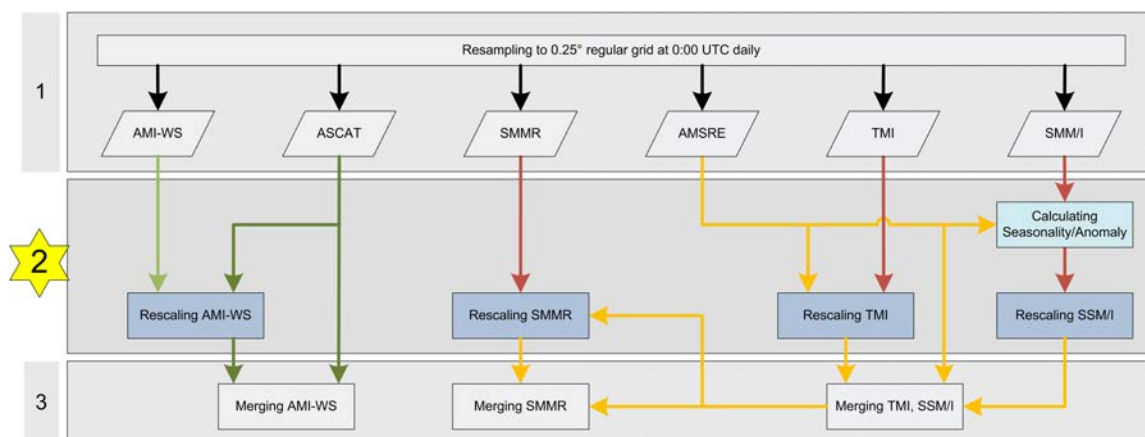 Resampling to 0.25° regular grid at 0:00 UTC daily
1
AMI-WS
ASCAT
SMMR
AMSRE
TMI
SMM/I
2
Calculating
Seasonality/Anomaly
Rescaling AMI-WS
Rescaling SMMR
Rescaling TMI
Rescaling SSM/I
3
Merging AMI-WS
Merging SMMR
Merging TMI, SSM/I